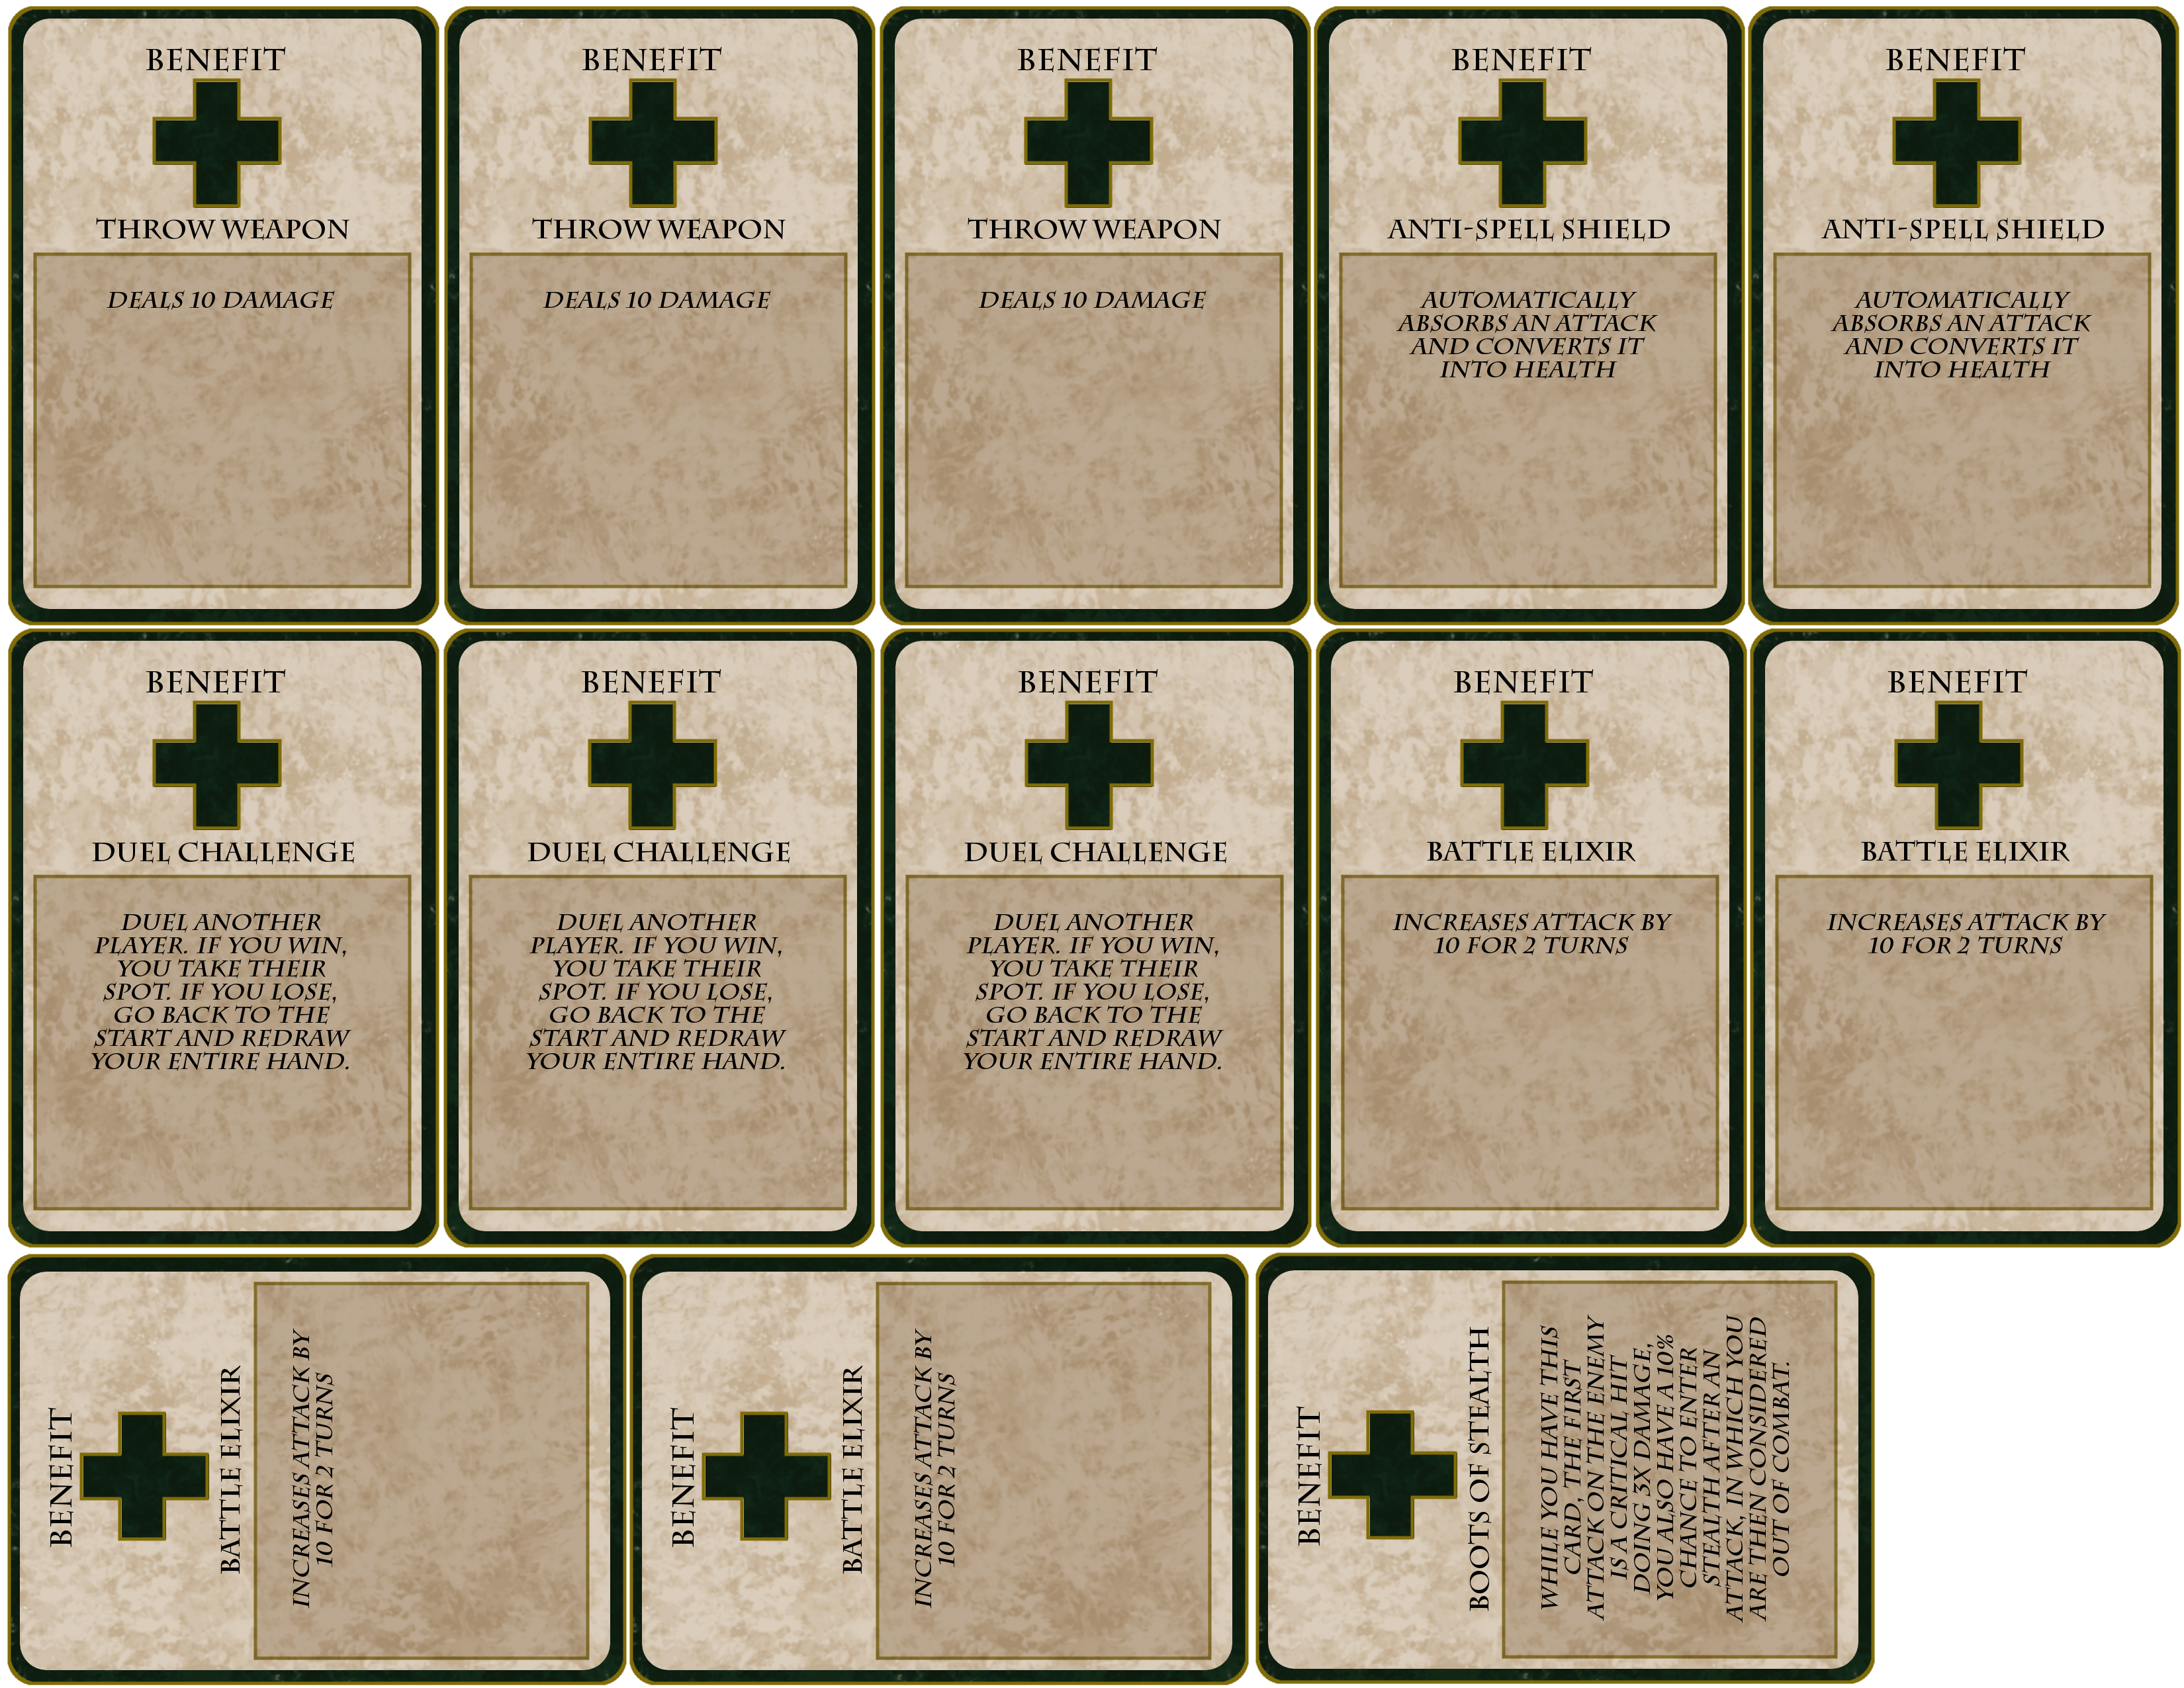 BENEFIT
THROW WEAPON
DEALS 10 DAMAGE
BENEFIT
THROW WEAPON
DEALS 10 DAMAGE
BENEFIT
THROW WEAPON
DEALS 10 DAMAGE
BENEFIT
ANTI-SPELL SHIELD
AUTOMATICALLY
ABSORBS AN ATTACK
AND CONVERTS IT
INTO HEALTH
BENEFIT
ANTI-SPELL SHIELD
AUTOMATICALLY
ABSORBS AN ATTACK
AND CONVERTS IT
INTO HEALTH
BENEFIT
DUEL CHALLENGE
DUEL ANOTHER
PLAYER. IF YOU WIN,
YOU TAKE THEIR
SPOT. IF YOU LOSE,
GO BACK TO THE
START AND REDRAW
YOUR ENTIRE HAND.
BENEFIT
DUEL CHALLENGE
DUEL ANOTHER
PLAYER. IF YOU WIN,
YOU TAKE THEIR
SPOT. IF YOU LOSE,
GO BACK TO THE
START AND REDRAW
YOUR ENTIRE HAND.
BENEFIT
DUEL CHALLENGE
DUEL ANOTHER
PLAYER. IF YOU WIN,
YOU TAKE THEIR
SPOT. IF YOU LOSE,
GO BACK TO THE
START AND REDRAW
YOUR ENTIRE HAND.
BENEFIT
BATTLE ELIXIR
INCREASES ATTACK BY
10 FOR 2 TURNS
BENEFIT
BATTLE ELIXIR
INCREASES ATTACK BY
10 FOR 2 TURNS
BENEFIT
BATTLE ELIXIR
INCREASES ATTACK BY
10 FOR 2 TURNS
BENEFIT
BATTLE ELIXIR
INCREASES ATTACK BY
10 FOR 2 TURNS
BENEFIT
BOOTS OF STEALTH
WHILE YOU HAVE THIS
CARD, THE FIRST
ATTACK ON THE ENEMY
IS A CRITICAL HIT
DOING 3X DAMAGE,
YOU ALSO HAVE A 10%
CHANCE TO ENTER
STEALTH AFTER AN
ATTACK, IN WHICH YOU
ARE THEN CONSIDERED
OUT OF COMBAT.